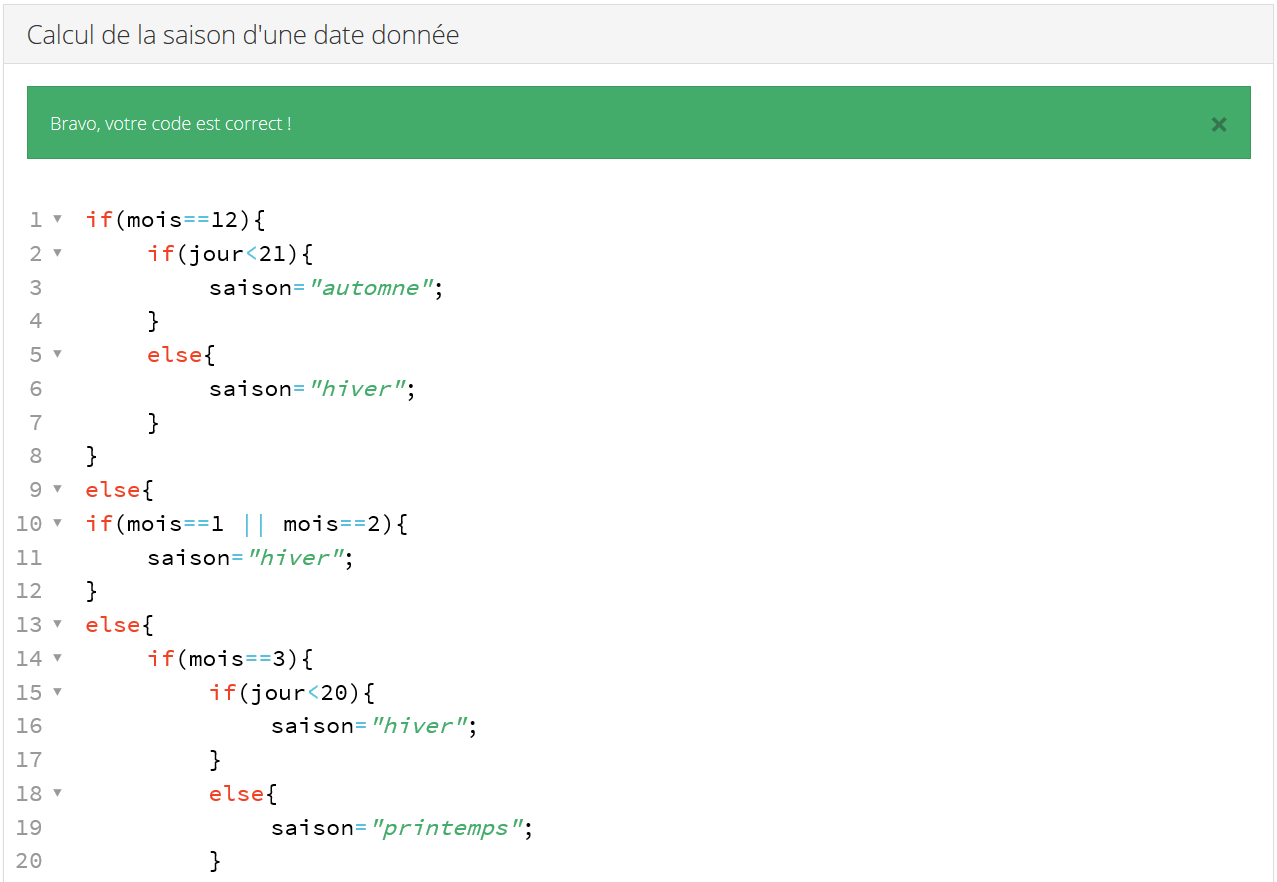 Calcul de la saison d'une date donnée
Bravo, votre code est correct ! ×
1 ▾ if(mois==12){
2 ▾ if(jour<21){
3 saison="automne";
4 }
5 ▾ else{
6 saison="hiver";
7 }
8 }
9 ▾ else{
10 ▾ if(mois==1 || mois==2){
11 saison="hiver";
12 }
13 ▾ else{
14 ▾ if(mois==3){
15 ▾ if(jour<20){
16 saison="hiver";
17 }
18 ▾ else{
19 saison="printemps";
20 }